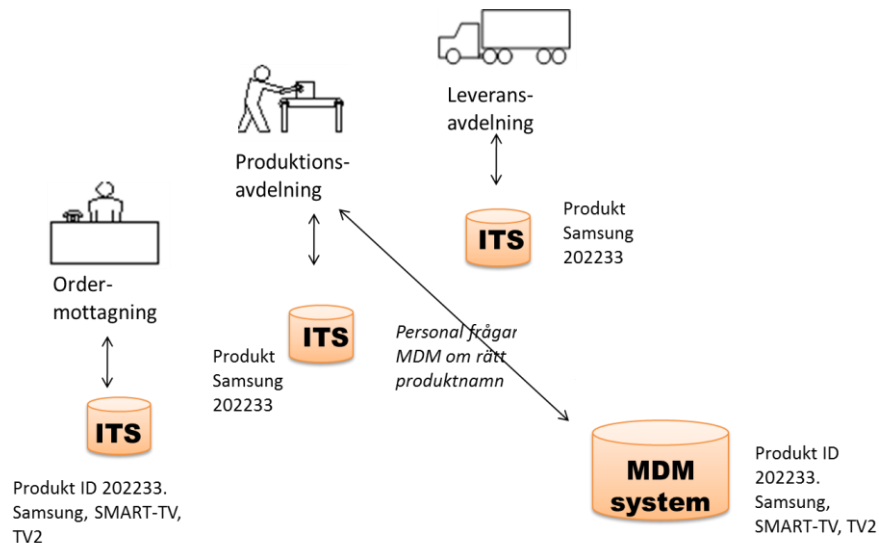 Leverans-
avdelning
Produktions-
avdelning
ITS
Produkt
Samsung
202233
Order-
mottagning
ITS
Produkt
Samsung
202233
Personal frågar
MDM om rätt
produktnamn
ITS
Produkt ID 202233.
Samsung, SMART-TV,
TV2
MDM
system
Produkt ID
202233.
Samsung,
SMART-TV, TV2